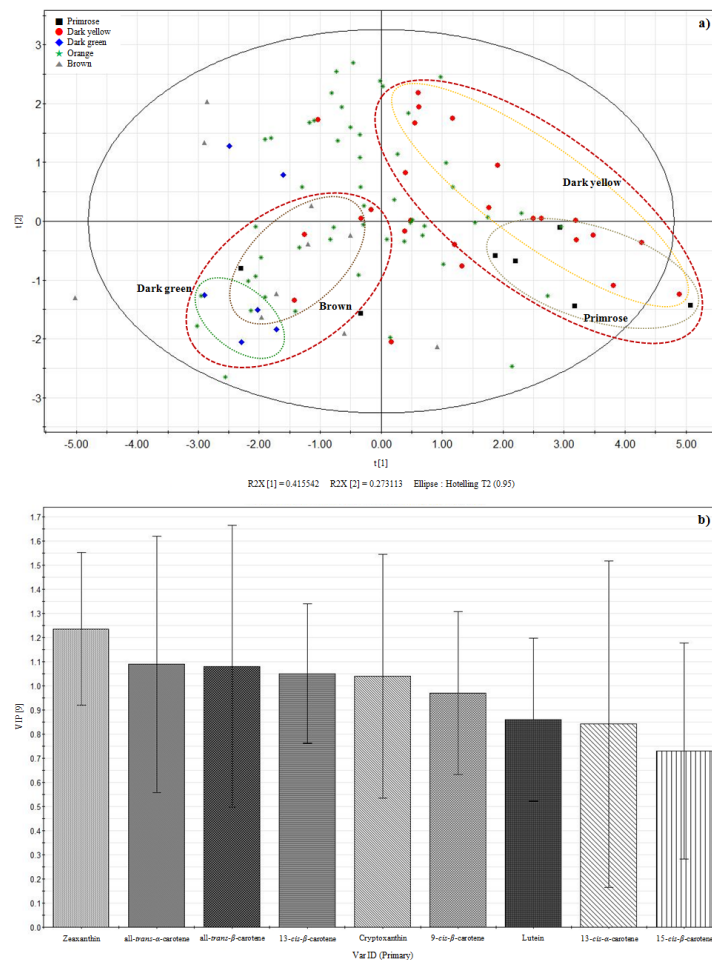 a)
Primrose
Dark yellow
Dark green
Orange
Brown
3
2
1
0
-1
-2
-3
t[2]
Dark yellow
Dark green
Brown
Primrose
-5.00 -4.00 -3.00 -2.00 -1.00 0.00 1.00 2.00 3.00 4.00 5.00
t[1]
R2X [1] = 0.415542 R2X [2] = 0.273113 Ellipse : Hotelling T2 (0.95)
b)
1.7
1.6
1.5
1.4
1.3
1.2
1.1
1.0
0.9
0.8
0.7
0.6
0.5
0.4
0.3
0.2
0.1
0.0
VIP [9]
Zeaxanthin all-trans-α-carotene all-trans-β-carotene 13-cis-β-carotene Cryptoxanthin 9-cis-β-carotene Lutein 13-cis-α-carotene 15-cis-β-carotene
Var ID (Primary)